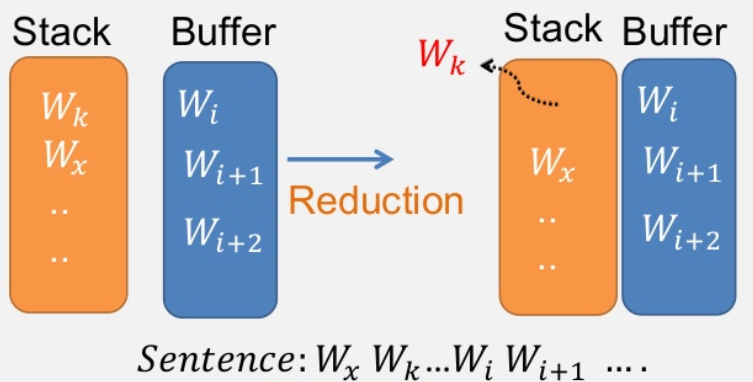 Stack Buffer
W_k
W_x
..
..
W_i
W_{i+1}
W_{i+2}
Reduction
W_k
Stack Buffer
W_x
..
..
W_i
W_{i+1}
W_{i+2}
Sentence: W_x W_k...W_i W_{i+1} ....